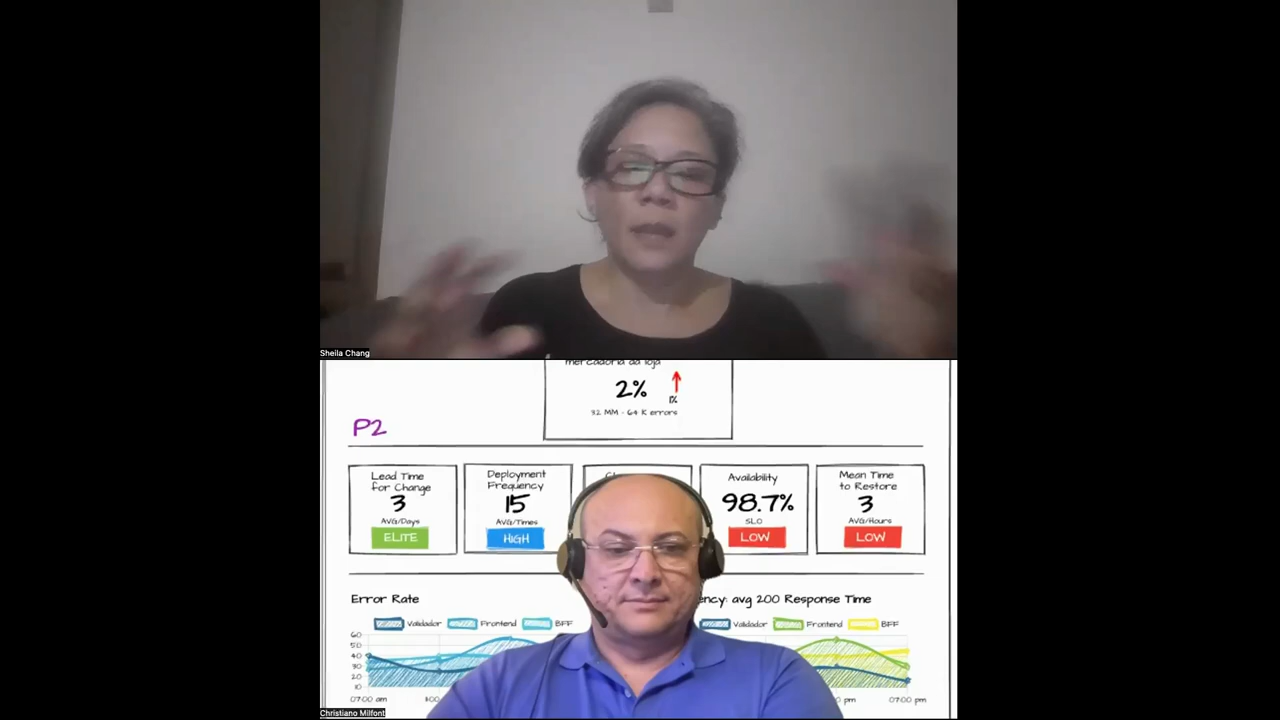 Sheila Chang
mercadoria da loja
2%
1%
3.2 MM - 64 K errors
P2
Lead Time
for Change
3
AVG/Days
ELITE
Deployment
Frequency
15
AVG/Times
HIGH
Availability
98.7%
SLO
LOW
Mean Time
to Restore
3
AVG/Hours
LOW
Error Rate
Validador
Frontend
BFF
60
50
40
30
20
10
07:00 am
avg 200 Response Time
Validador
Frontend
BFF
pm
07:00 pm
Christiano Milfont